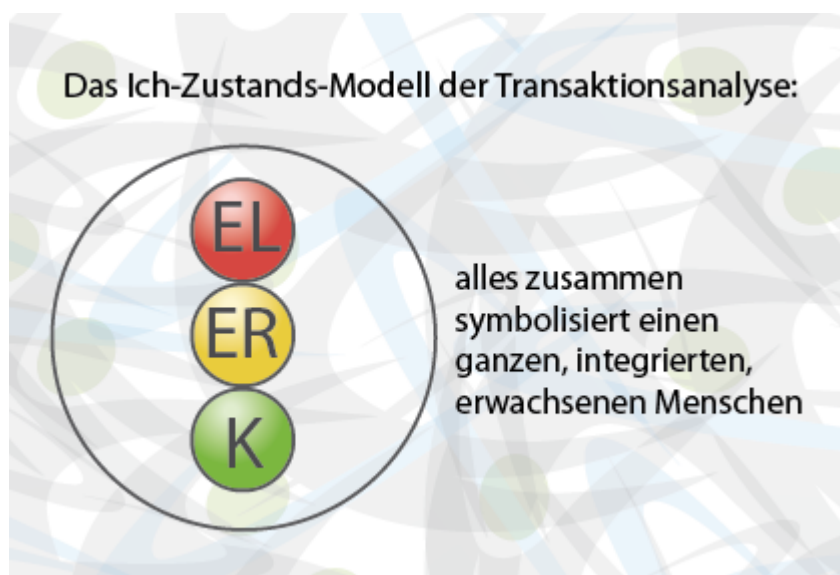 Das Ich-Zustands-Modell der Transaktionsanalyse:
EL
ER
K
alles zusammen
symbolisiert einen
ganzen, integrierten,
erwachsenen Menschen